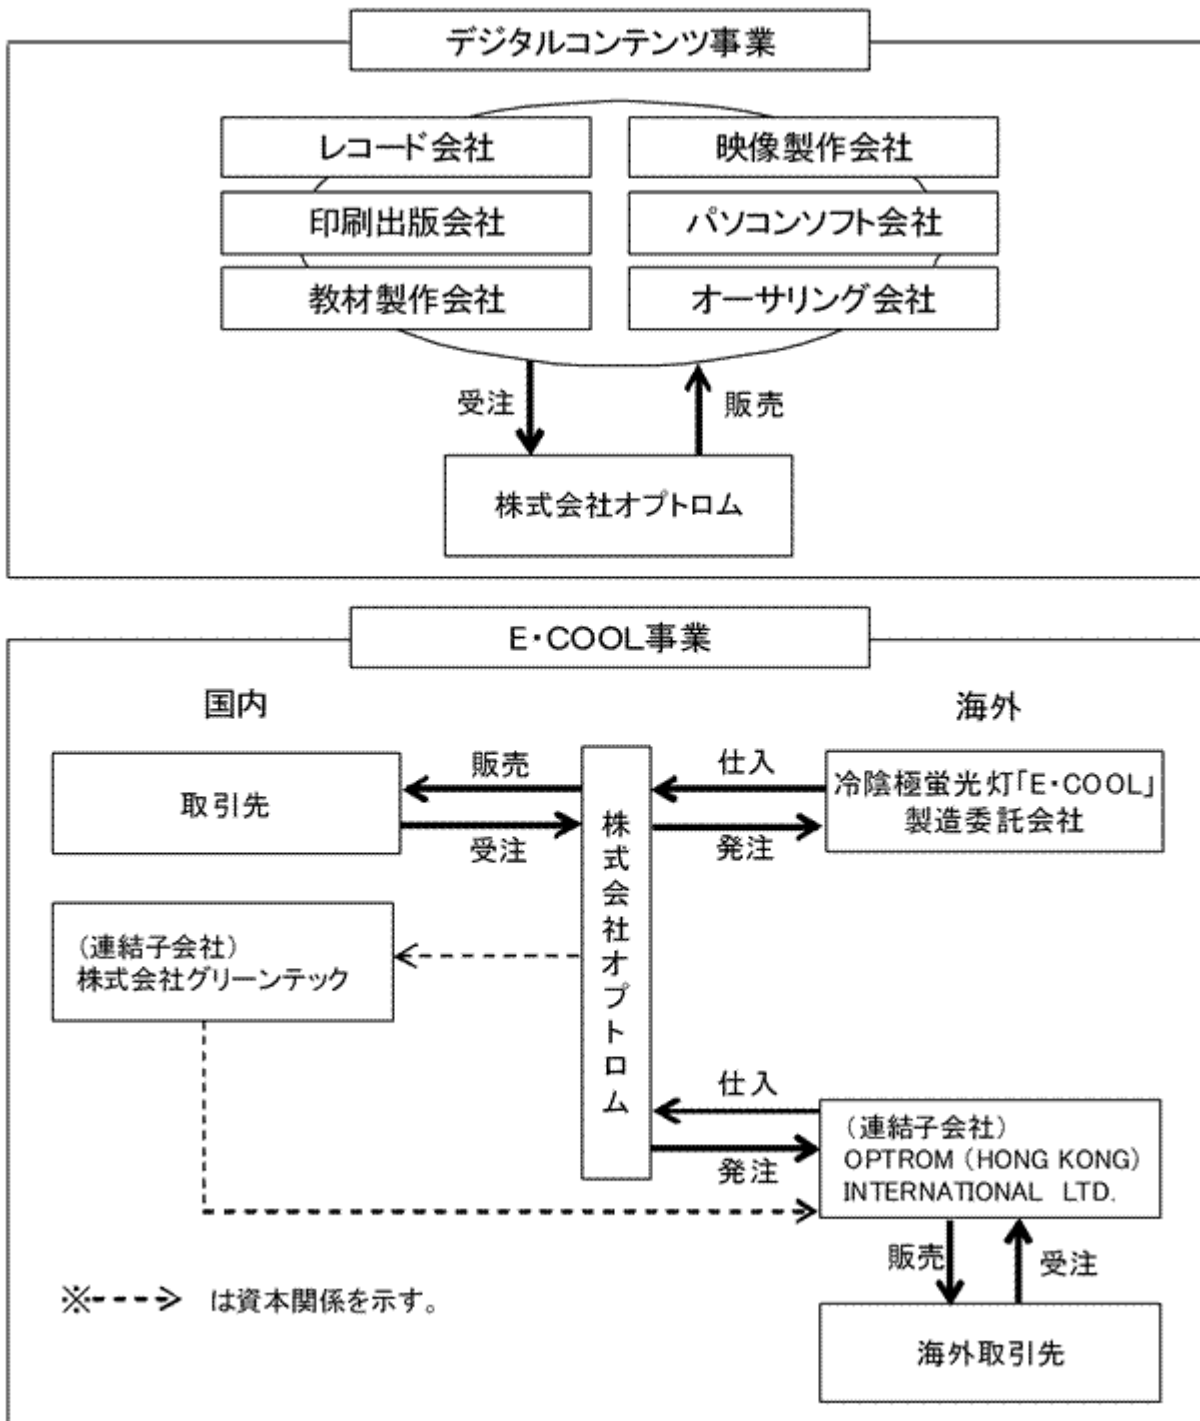 デジタルコンテンツ事業
レコード会社
映像製作会社
印刷出版会社
パソコンソフト会社
教材製作会社
オーサリング会社
受注
販売
株式会社オプトロム
E・COOL事業
国内
海外
取引先
販売
受注
株式会社オプトロム
仕入
発注
冷陰極蛍光灯「E・COOL」
製造委託会社
(連結子会社)
株式会社グリーンテック
仕入
発注
(連結子会社)
OPTROM (HONG KONG)
INTERNATIONAL LTD.
販売
受注
海外取引先
※----> は資本関係を示す。